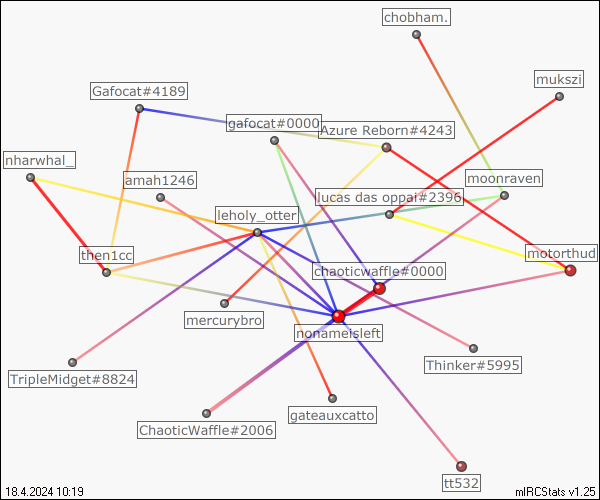 chobham.
mukszi
Gafocat#4189
gafocat#0000
Azure Reborn#4243
nharwhal_
amah1246
moonraven
lucas das oppai#2396
leholy_otter
then1cc
motorthud
chaoticwaffle#0000
mercurybro
nonameisleft
Thinker#5995
TripleMidget#8824
gateauxcatto
ChaoticWaffle#2006
tt532
18.4.2024 10:19
mIRCStats v1.25